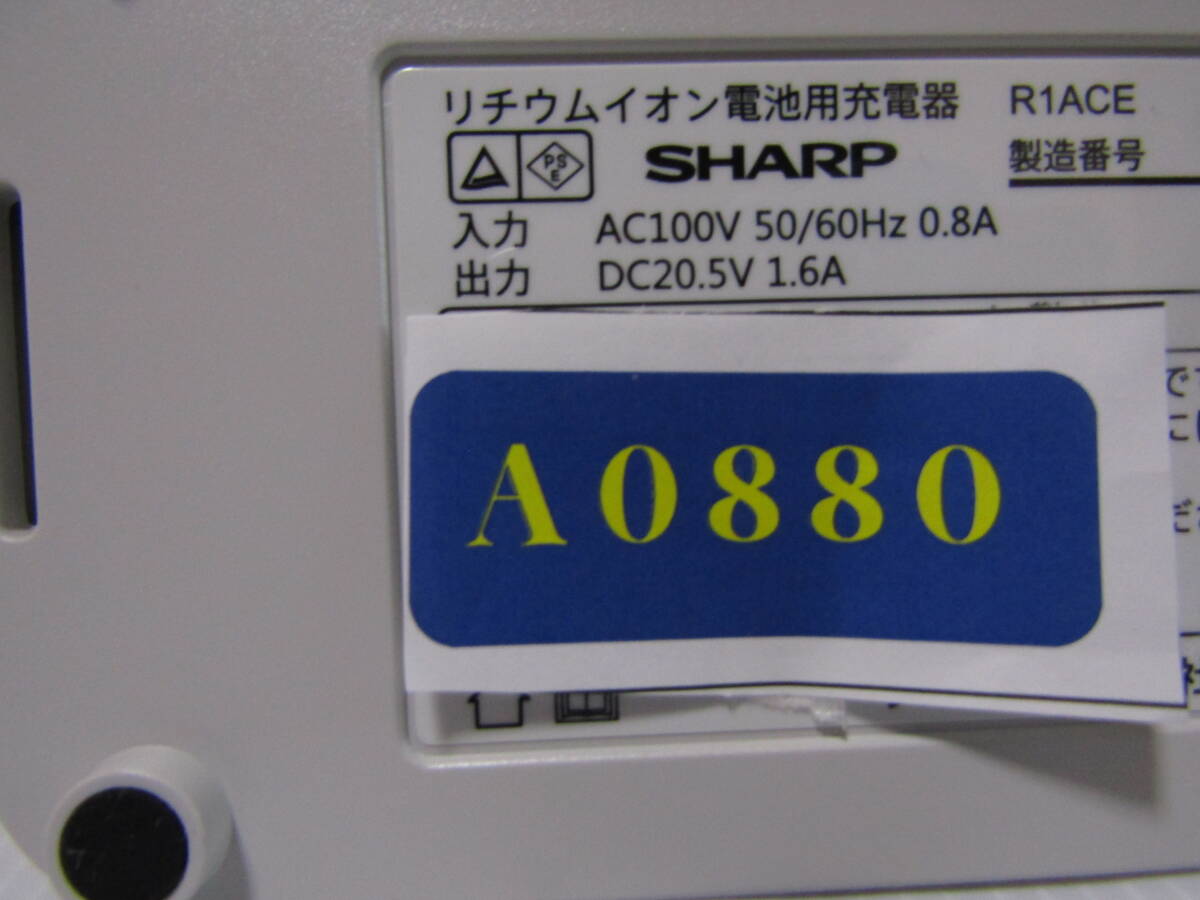 リチウムイオン電池用充電器 R1ACE
PS E SHARP 製造番号
入力 AC100V 50/60Hz 0.8A
出力 DC20.5V 1.6A
A0880